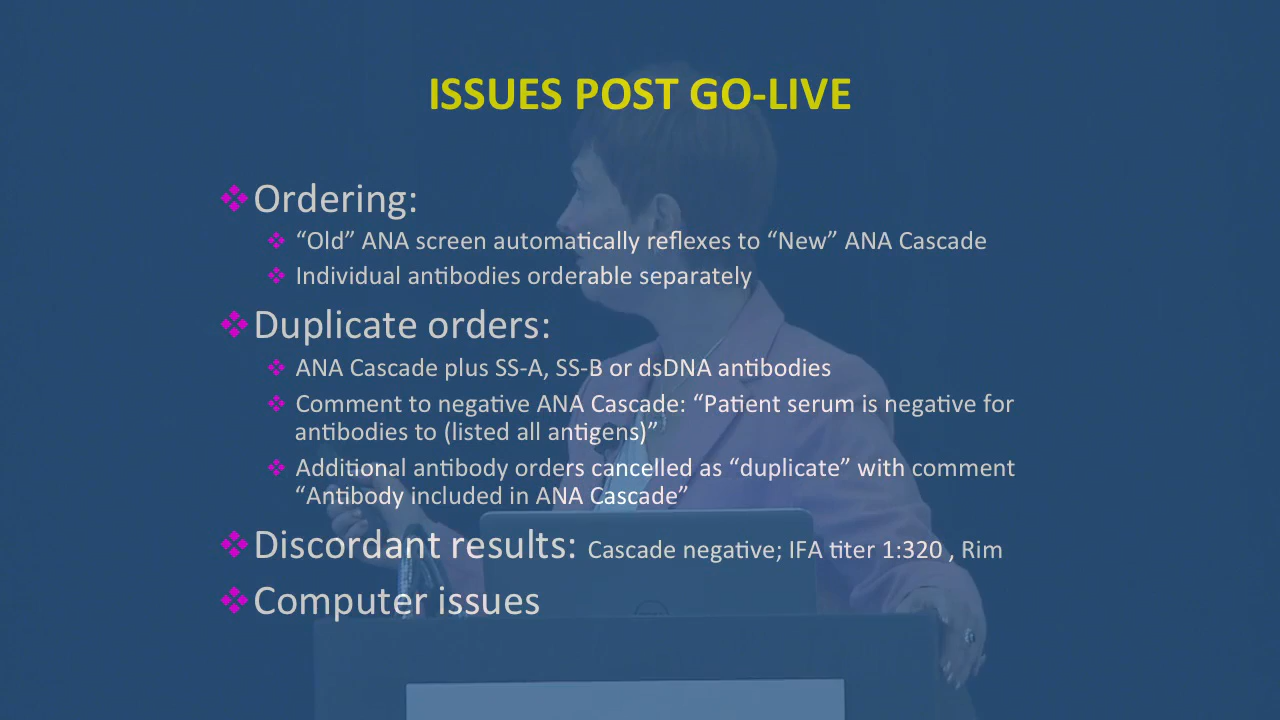 ISSUES POST GO-LIVE
Ordering:
“Old” ANA screen automatically reflexes to “New” ANA Cascade
Individual antibodies orderable separately
Duplicate orders:
ANA Cascade plus SS-A, SS-B or dsDNA antibodies
Comment to negative ANA Cascade: “Patient serum is negative for
antibodies to (listed all antigens)”
Additional antibody orders cancelled as “duplicate” with comment
“Antibody included in ANA Cascade”
Discordant results: Cascade negative; IFA titer 1:320 , Rim
Computer issues